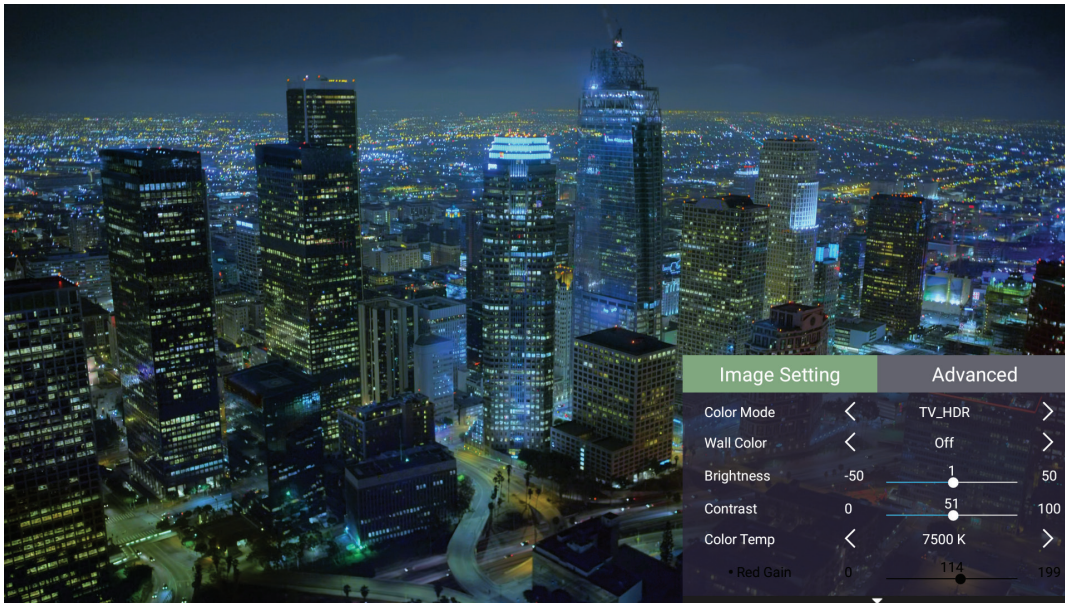 Image Setting Advanced
Color Mode TV_HDR
Wall Color Off
Brightness -50 1 50
Contrast 0 51 100
Color Temp 7500 K
• Red Gain 0 114 199